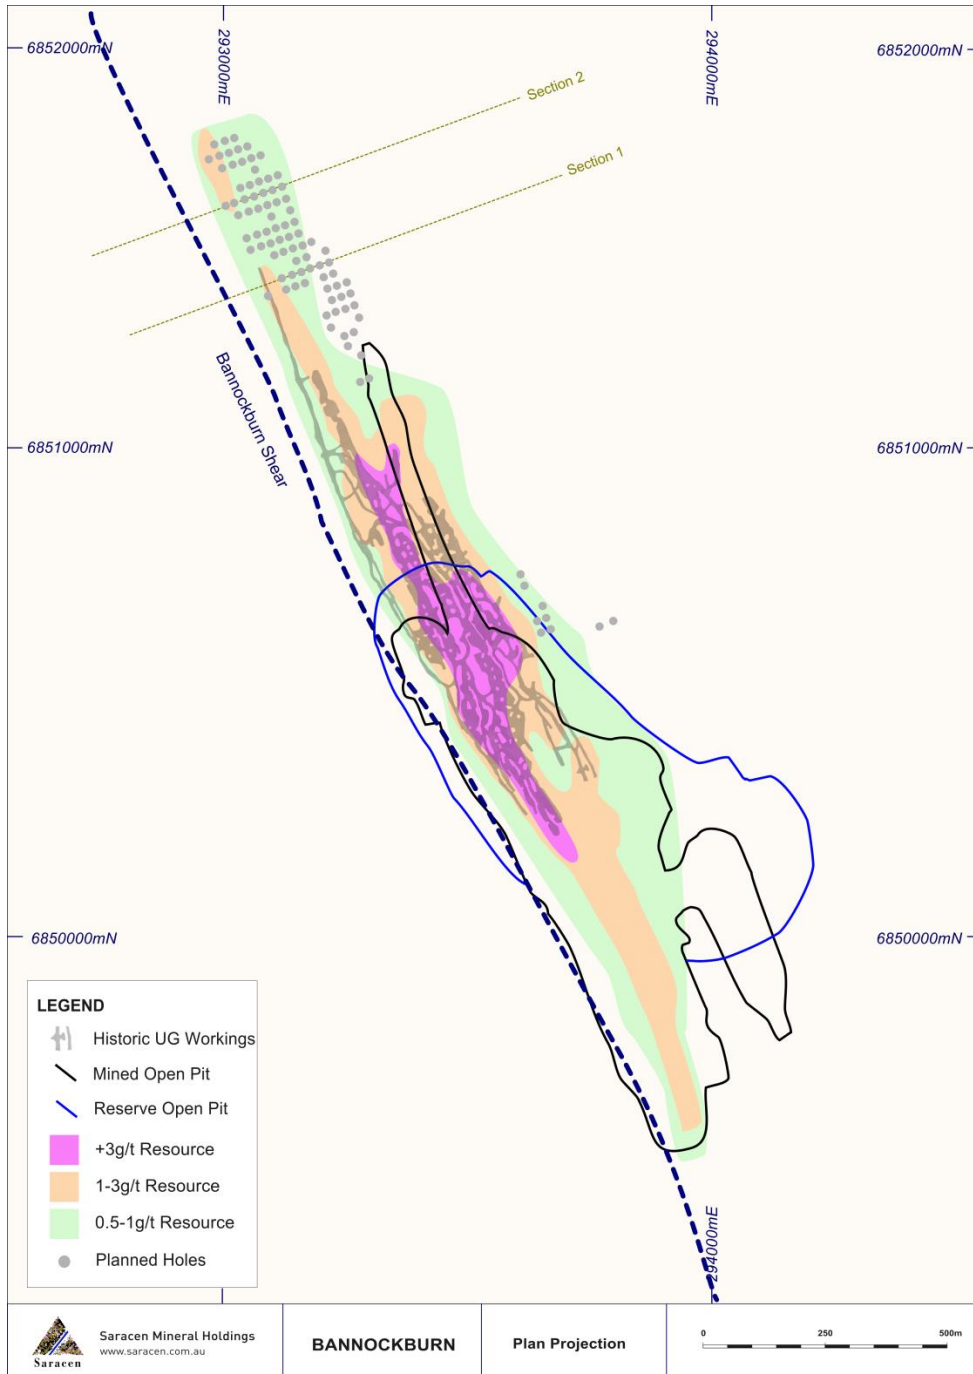 293000mE
294000mE
6852000mN
6852000mN
Section 2
Section 1
Bannockburn Shear
6851000mN
6851000mN
6850000mN
6850000mN
LEGEND
Historic UG Workings
Mined Open Pit
Reserve Open Pit
+3g/t Resource
1-3g/t Resource
0.5-1g/t Resource
Planned Holes
294000mE
Saracen
Saracen Mineral Holdings
www.saracen.com.au
BANNOCKBURN
Plan Projection
0 250 500m